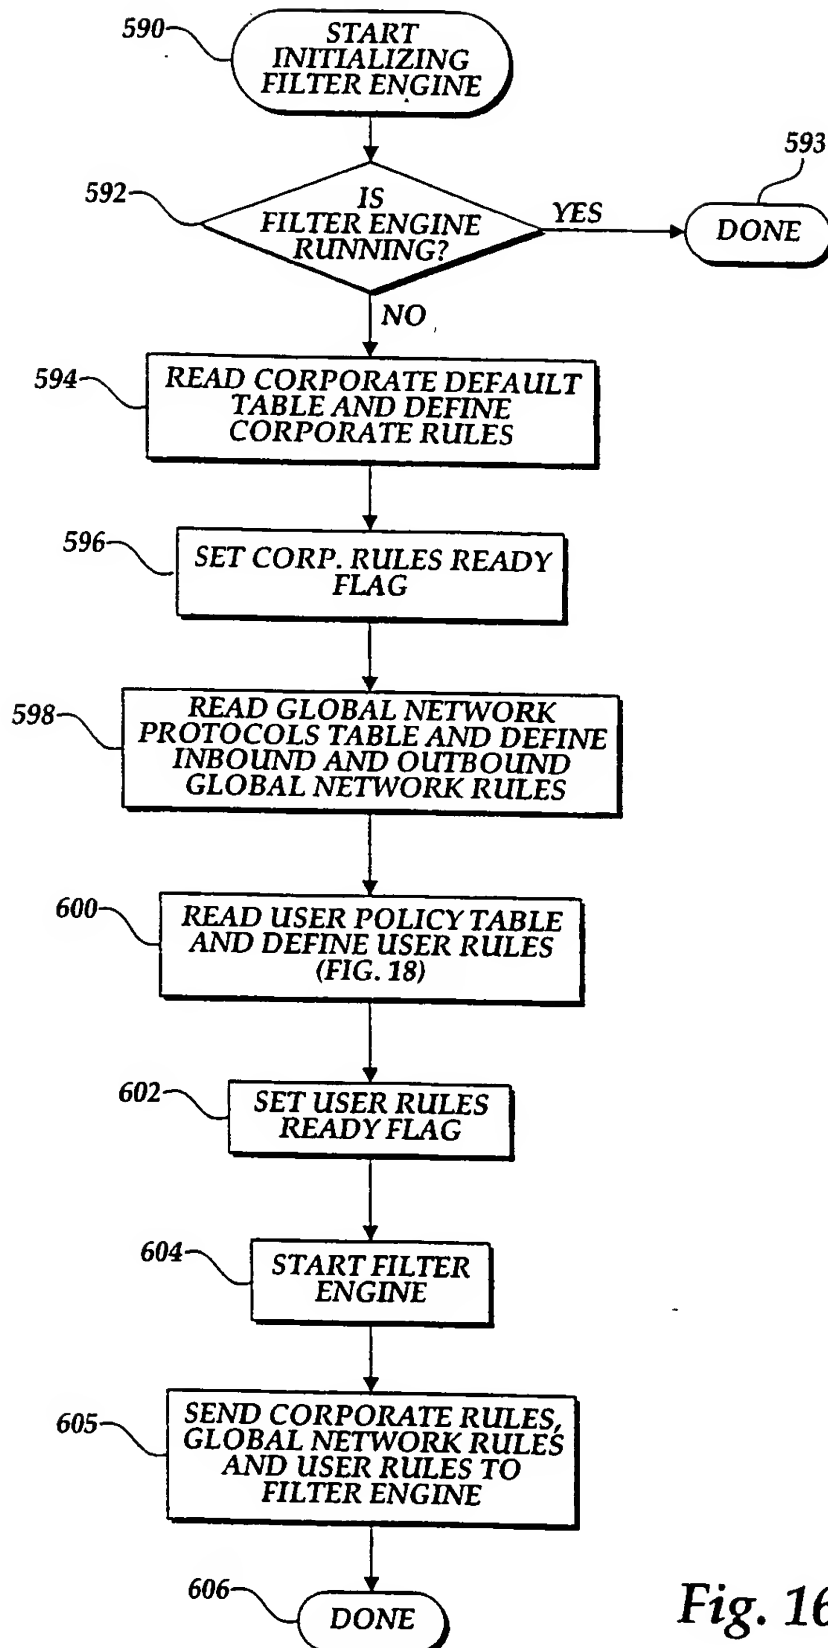 590
START
INITIALIZING
FILTER ENGINE
592
IS
FILTER ENGINE
RUNNING?
YES
593
DONE
NO
594
READ CORPORATE DEFAULT
TABLE AND DEFINE
CORPORATE RULES
596
SET CORP. RULES READY
FLAG
598
READ GLOBAL NETWORK
PROTOCOLS TABLE AND DEFINE
INBOUND AND OUTBOUND
GLOBAL NETWORK RULES
600
READ USER POLICY TABLE
AND DEFINE USER RULES
(FIG. 18)
602
SET USER RULES
READY FLAG
604
START FILTER
ENGINE
605
SEND CORPORATE RULES,
GLOBAL NETWORK RULES
AND USER RULES TO
FILTER ENGINE
606
DONE
Fig. 16